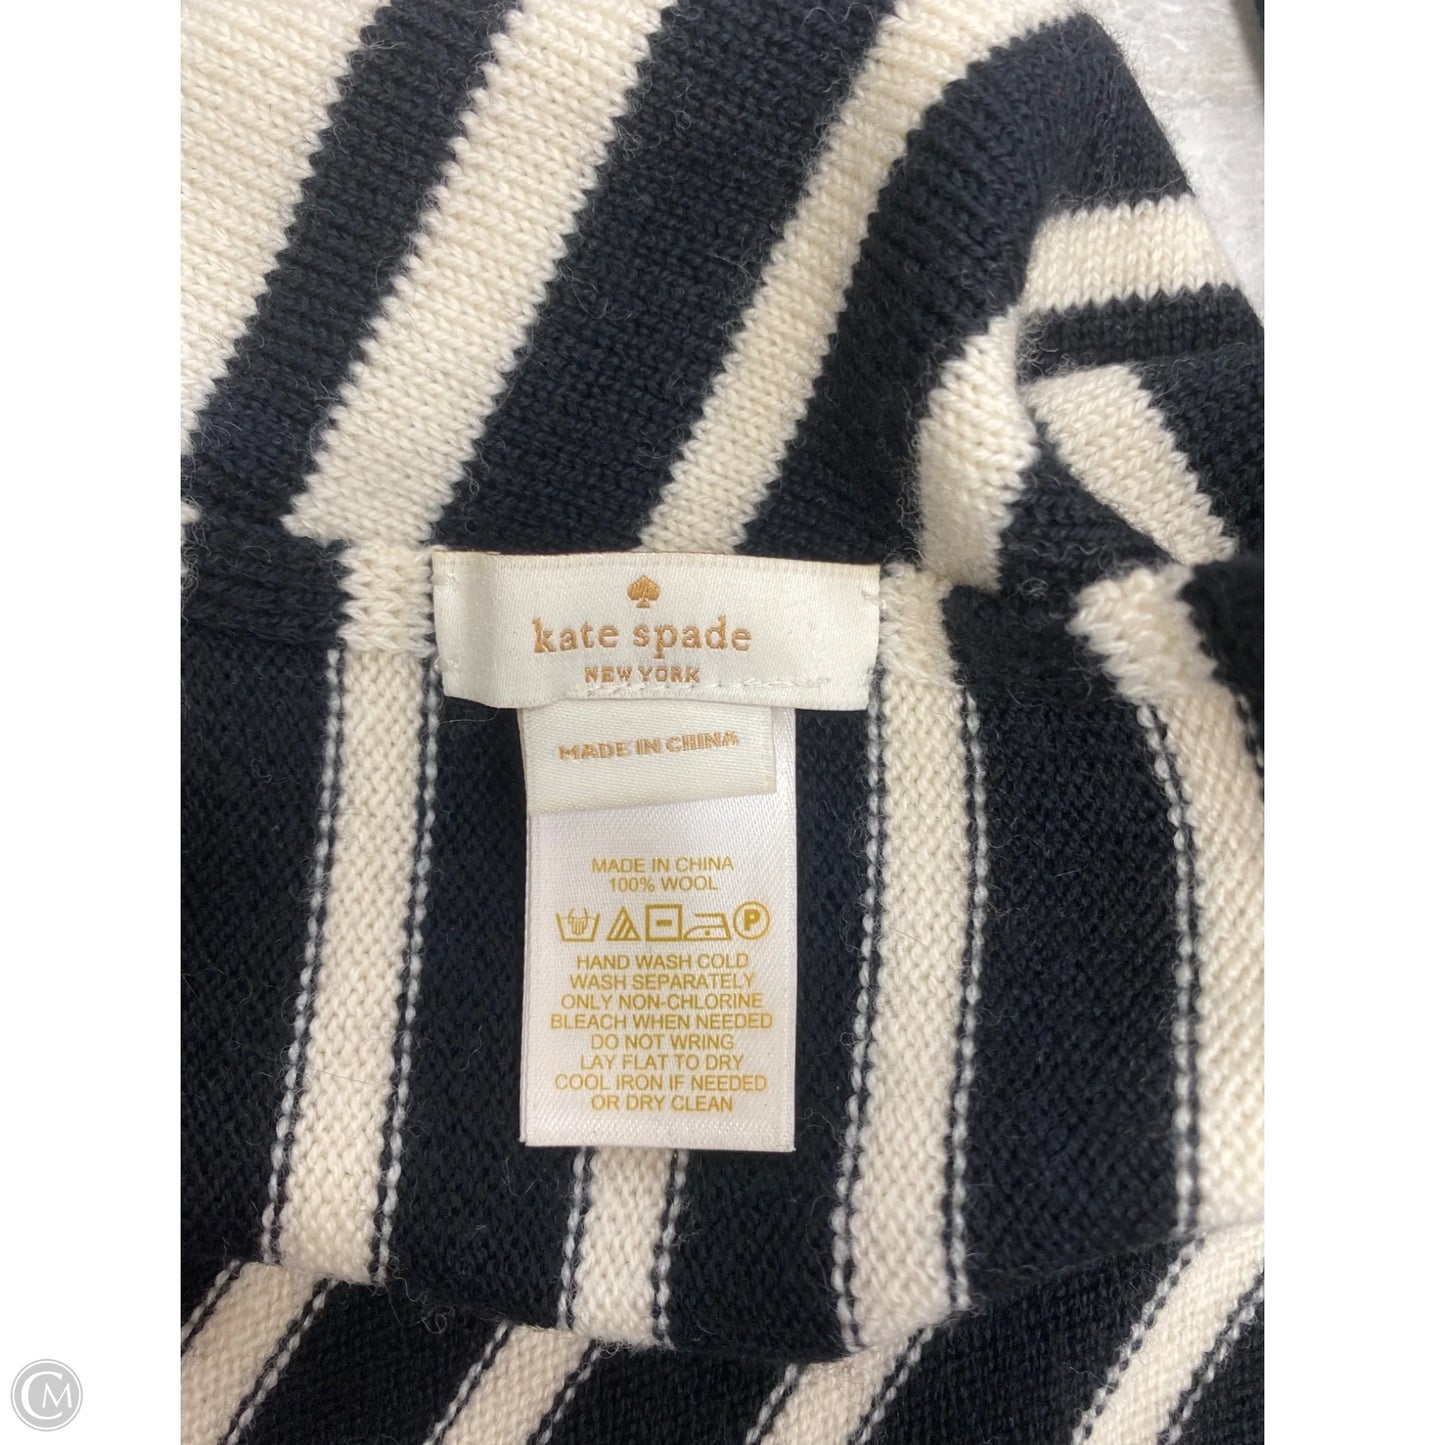 kate spade
NEW YORK
MADE IN CHINA
MADE IN CHINA
100% WOOL
P
HAND WASH COLD
WASH SEPARATELY
ONLY NON-CHLORINE
BLEACH WHEN NEEDED
DO NOT WRING
LAY FLAT TO DRY
COOL IRON IF NEEDED
OR DRY CLEAN
CM